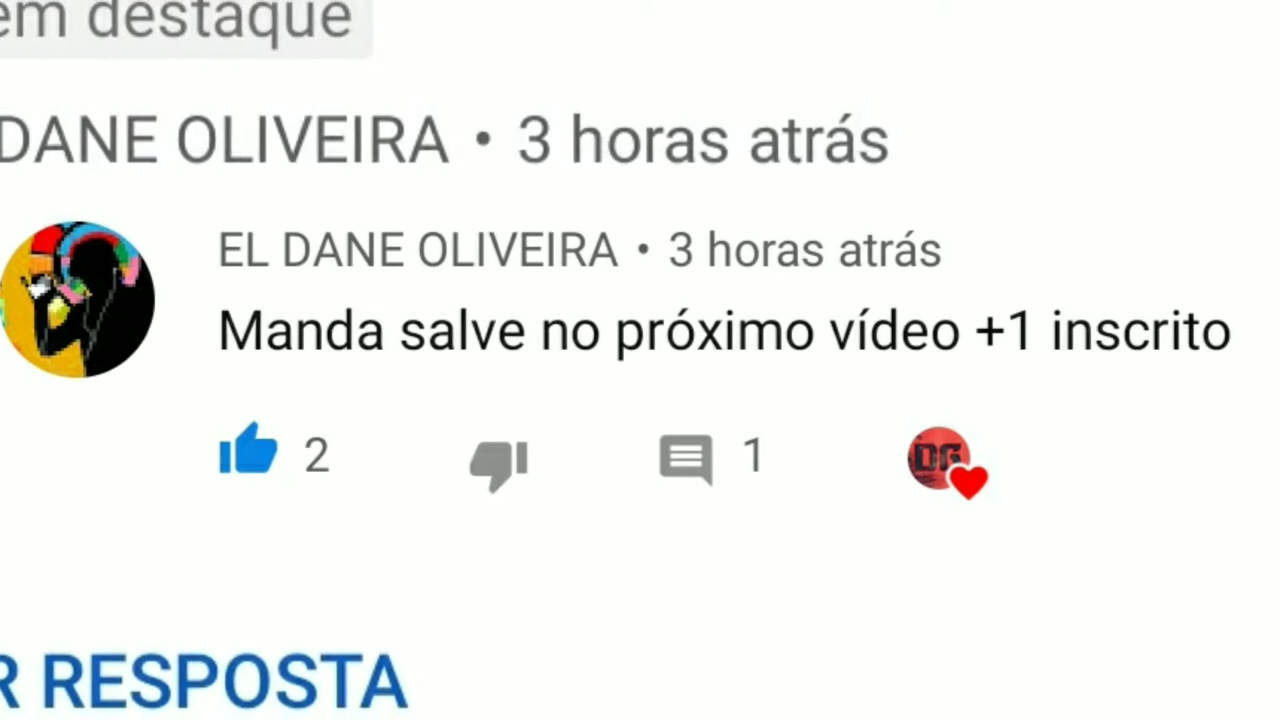 em destaque
DANE OLIVEIRA • 3 horas atrás
EL DANE OLIVEIRA • 3 horas atrás
Manda salve no próximo vídeo +1 inscrito
2
1
DG
R RESPOSTA